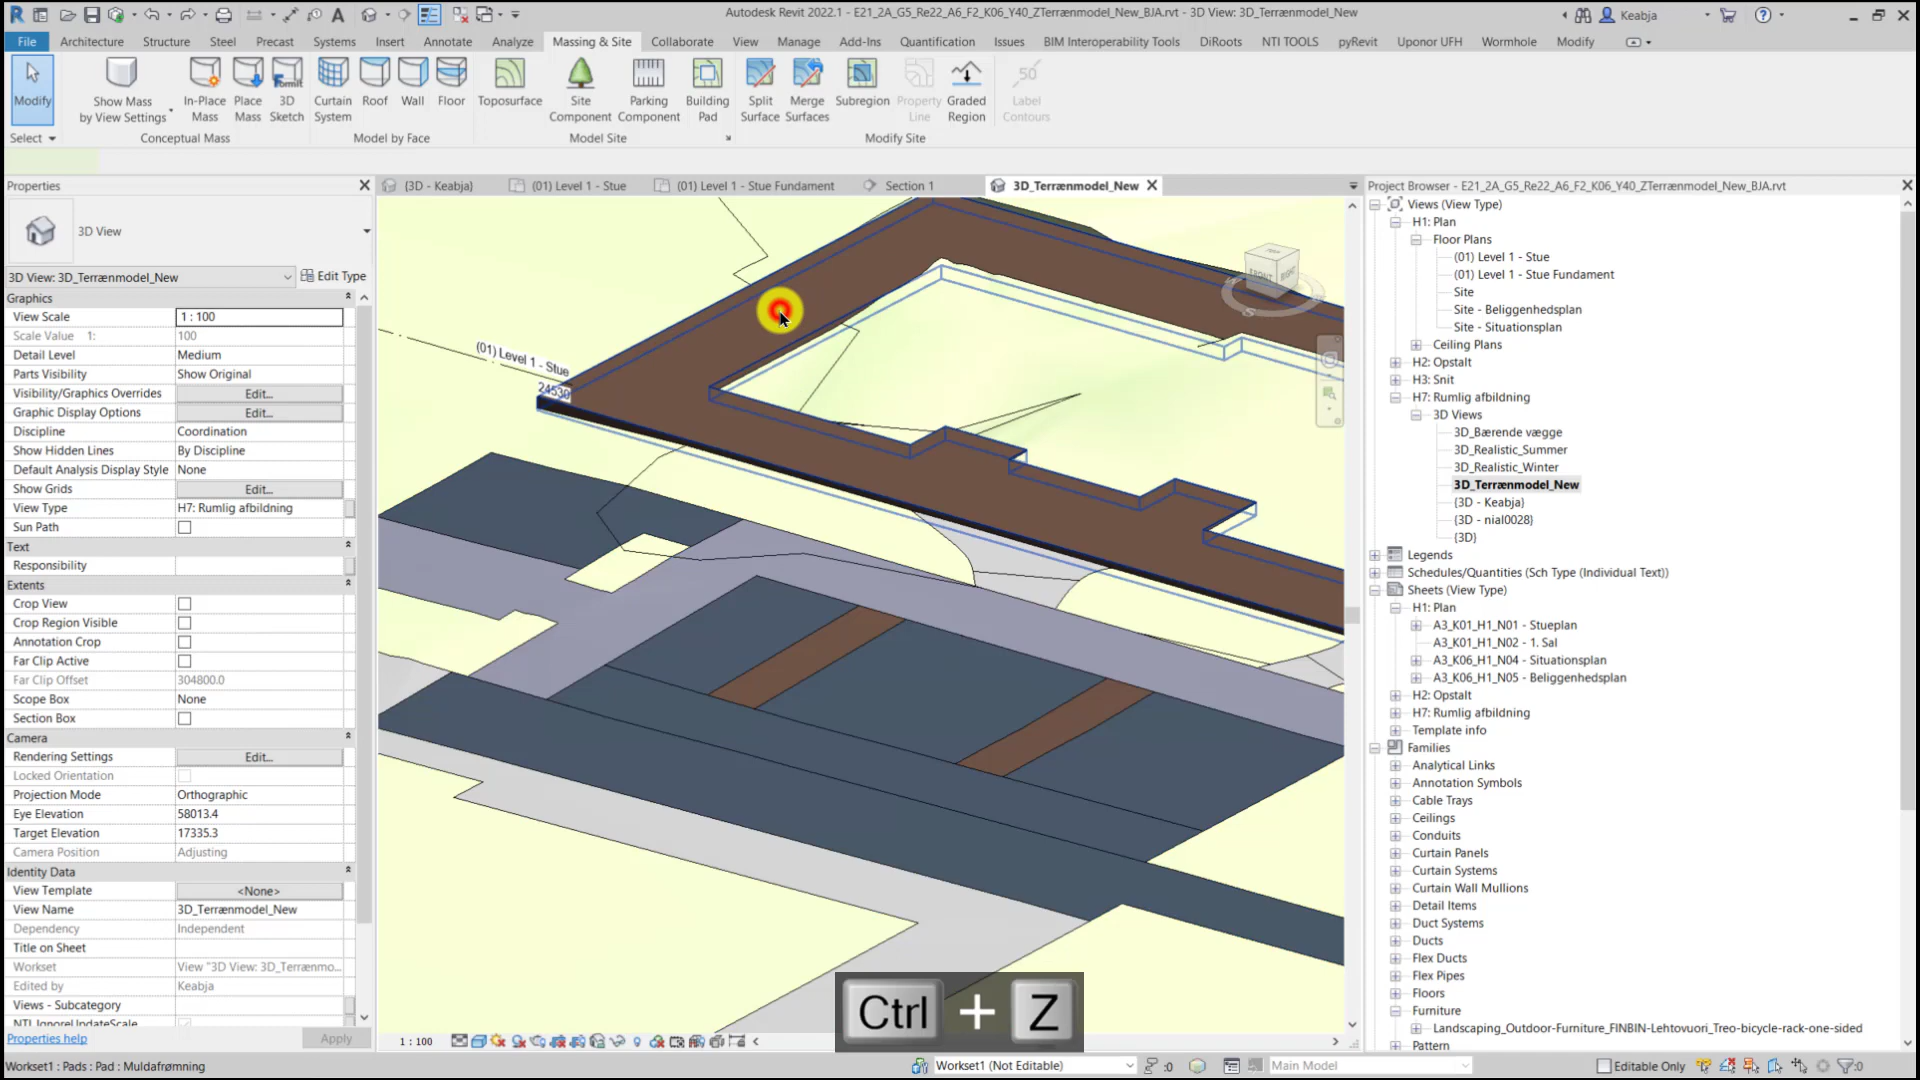 Autodesk Revit 2022.1 - E21_2A_G5_Re22_A6_F2_K06_Y40_ZTerrænmodel_New_BJA.rvt - 3D View: 3D_Terrænmodel_New
Keabja
File Architecture Structure Steel Precast Systems Insert Annotate Analyze Massing & Site Collaborate View Manage Add-Ins Quantification Issues BIM Interoperability Tools DiRoots NTI TOOLS pyRevit Uponor UFH Wormhole Modify
Modify
Show Mass
by View Settings
In-Place
Mass
Place
Mass
3D
Sketch
Curtain
System
Roof
Wall
Floor
Toposurface
Site
Component
Parking
Component
Building
Pad
Split
Surface
Merge
Surfaces
Subregion
Property
Line
Graded
Region
Label
Contours
Select
Conceptual Mass
Model by Face
Model Site
Modify Site
Properties
3D View
3D View: 3D_Terrænmodel_New
Edit Type
Graphics
View Scale 1 : 100
Scale Value 1: 100
Detail Level Medium
Parts Visibility Show Original
Visibility/Graphics Overrides Edit...
Graphic Display Options Edit...
Discipline Coordination
Show Hidden Lines By Discipline
Default Analysis Display Style None
Show Grids Edit...
View Type H7: Rumlig afbildning
Sun Path
Text
Responsibility
Extents
Crop View
Crop Region Visible
Annotation Crop
Far Clip Active
Far Clip Offset 304800.0
Scope Box None
Section Box
Camera
Rendering Settings Edit...
Locked Orientation
Projection Mode Orthographic
Eye Elevation 58013.4
Target Elevation 17335.3
Camera Position Adjusting
Identity Data
View Template <None>
View Name 3D_Terrænmodel_New
Dependency Independent
Title on Sheet
Workset View "3D View: 3D_Terrænmo...
Edited by Keabja
Views - Subcategory
NTI IgnoreUpdateScale
Properties help
Apply
{3D - Keabja}
(01) Level 1 - Stue
(01) Level 1 - Stue Fundament
Section 1
3D_Terrænmodel_New
(01) Level 1 - Stue
24530
FRONT
RIGHT
S
Ctrl + Z
1 : 100
Project Browser - E21_2A_G5_Re22_A6_F2_K06_Y40_ZTerrænmodel_New_BJA.rvt
Views (View Type)
H1: Plan
Floor Plans
(01) Level 1 - Stue
(01) Level 1 - Stue Fundament
Site
Site - Beliggenhedsplan
Site - Situationsplan
Ceiling Plans
H2: Opstalt
H3: Snit
H7: Rumlig afbildning
3D Views
3D_Bærende vægge
3D_Realistic_Summer
3D_Realistic_Winter
3D_Terrænmodel_New
{3D - Keabja}
{3D - nial0028}
{3D}
Legends
Schedules/Quantities (Sch Type (Individual Text))
Sheets (View Type)
H1: Plan
A3_K01_H1_N01 - Stueplan
A3_K01_H1_N02 - 1. Sal
A3_K06_H1_N04 - Situationsplan
A3_K06_H1_N05 - Beliggenhedsplan
H2: Opstalt
H7: Rumlig afbildning
Template info
Families
Analytical Links
Annotation Symbols
Cable Trays
Ceilings
Conduits
Curtain Panels
Curtain Systems
Curtain Wall Mullions
Detail Items
Duct Systems
Ducts
Flex Ducts
Flex Pipes
Floors
Furniture
Landscaping_Outdoor-Furniture_FINBIN-Lehtovuori_Treo-bicycle-rack-one-sided
Pattern
Workset1 : Pads : Pad : Muldafrømning
Workset1 (Not Editable)
:0
Main Model
Editable Only
:0